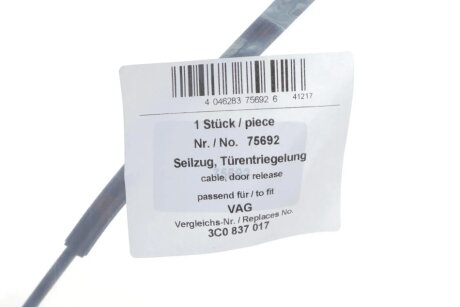 4 046283 75692 6 41217
1 Stück / piece
Nr. / No. 75692
Seilzug, Türentriegelung
cable, door release
passend für / to fit
VAG
Vergleichs-Nr. / Replaces No.
3C0 837 017